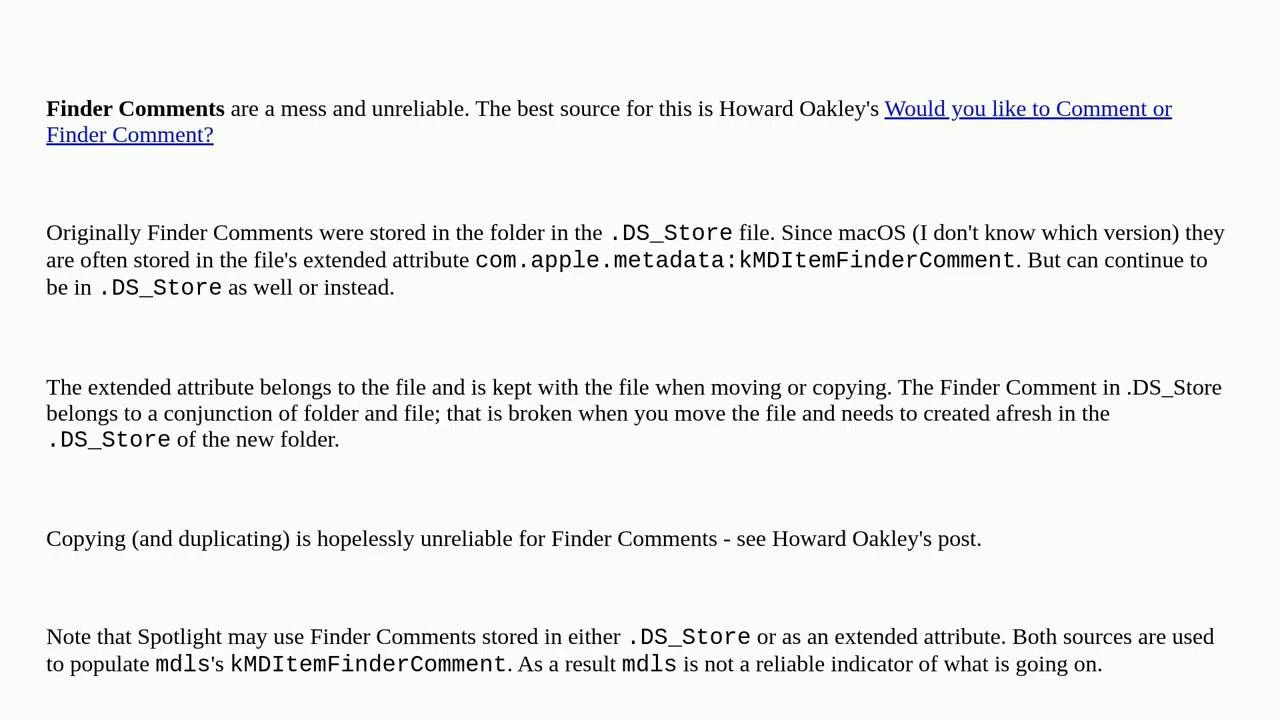 Finder Comments are a mess and unreliable. The best source for this is Howard Oakley's Would you like to Comment or
Finder Comment?
Originally Finder Comments were stored in the folder in the .DS_Store file. Since macOS (I don't know which version) they
are often stored in the file's extended attribute com.apple.metadata:kMDItemFinderComment. But can continue to
be in .DS_Store as well or instead.
The extended attribute belongs to the file and is kept with the file when moving or copying. The Finder Comment in .DS_Store
belongs to a conjunction of folder and file; that is broken when you move the file and needs to created afresh in the
.DS_Store of the new folder.
Copying (and duplicating) is hopelessly unreliable for Finder Comments - see Howard Oakley's post.
Note that Spotlight may use Finder Comments stored in either .DS_Store or as an extended attribute. Both sources are used
to populate mdls's kMDItemFinderComment. As a result mdls is not a reliable indicator of what is going on.